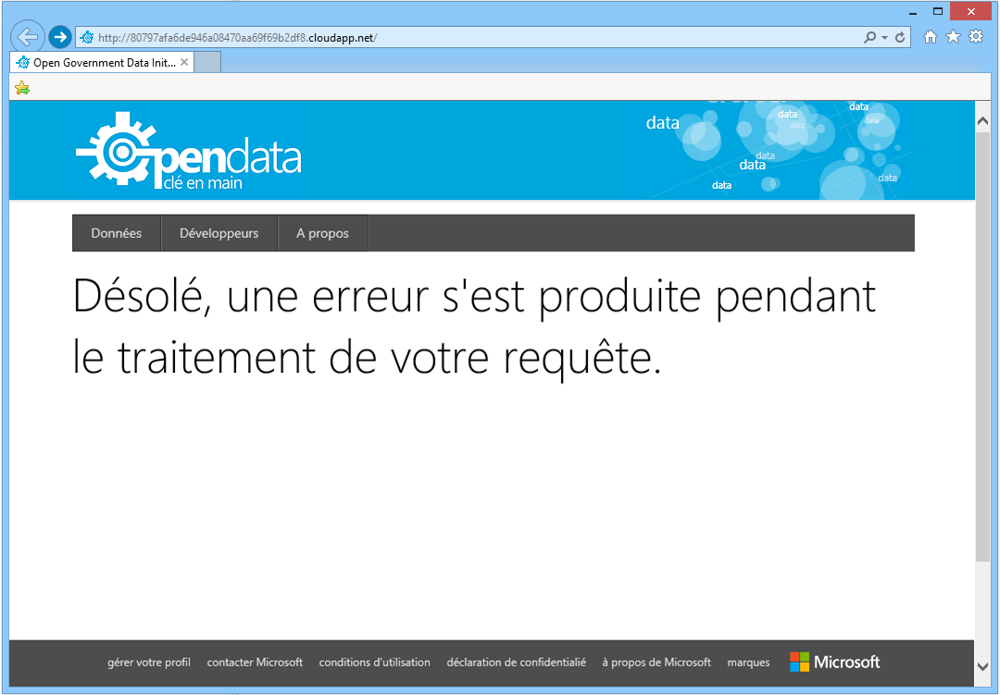 http://80797afa6de946a08470aa69f69b2df8.cloudapp.net/
Open Government Data Init...
Opendata
clé en main
data
data
data
data
data
data
data
data
data
Données Développeurs A propos
Désolé, une erreur s'est produite pendant
le traitement de votre requête.
gérer votre profil contacter Microsoft conditions d'utilisation déclaration de confidentialié à propos de Microsoft marques Microsoft